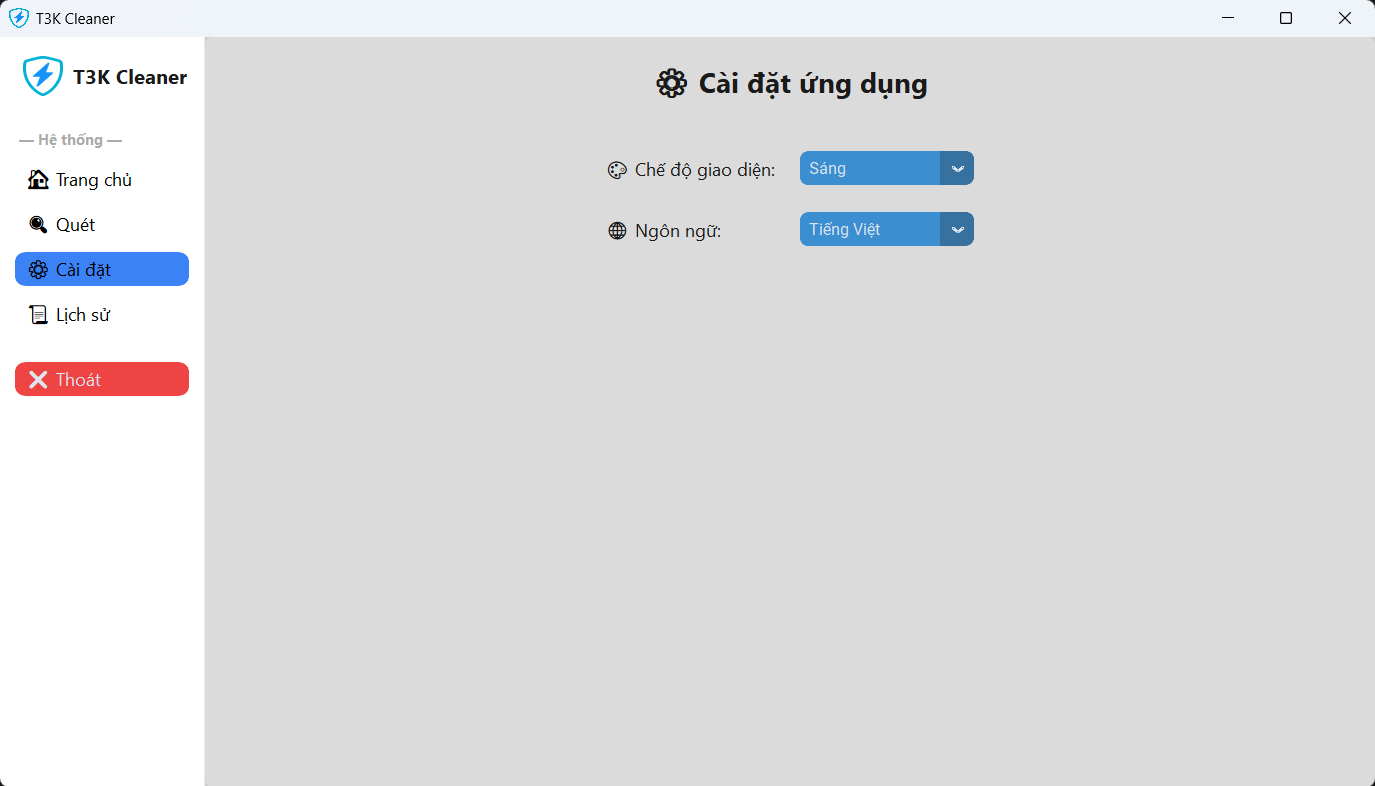 T3K Cleaner
T3K Cleaner
— Hệ thống —
Trang chủ
Quét
Cài đặt
Lịch sử
Thoát
Cài đặt ứng dụng
Chế độ giao diện: Sáng
Ngôn ngữ: Tiếng Việt